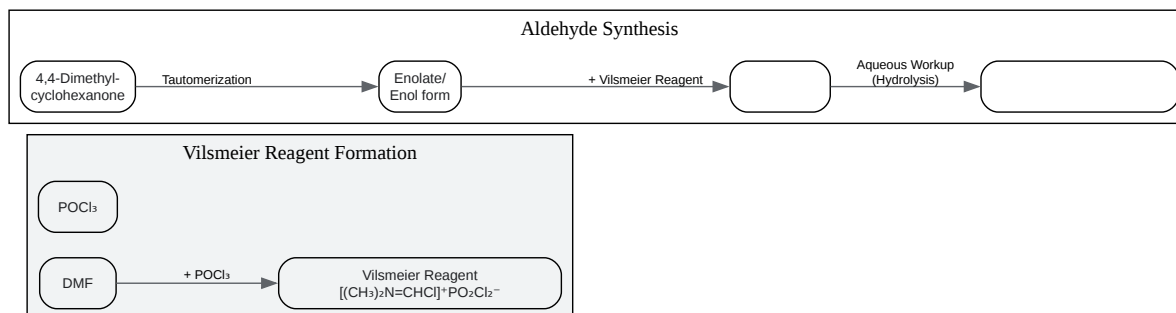 Aldehyde Synthesis
4,4-Dimethyl-
cyclohexanone
Tautomerization
Enolate/
Enol form
+ Vilsmeier Reagent
Aqueous Workup
(Hydrolysis)
Vilsmeier Reagent Formation
POCl₃
DMF
+ POCl₃
Vilsmeier Reagent
[(CH₃)₂N=CHCl]⁺PO₂Cl₂⁻